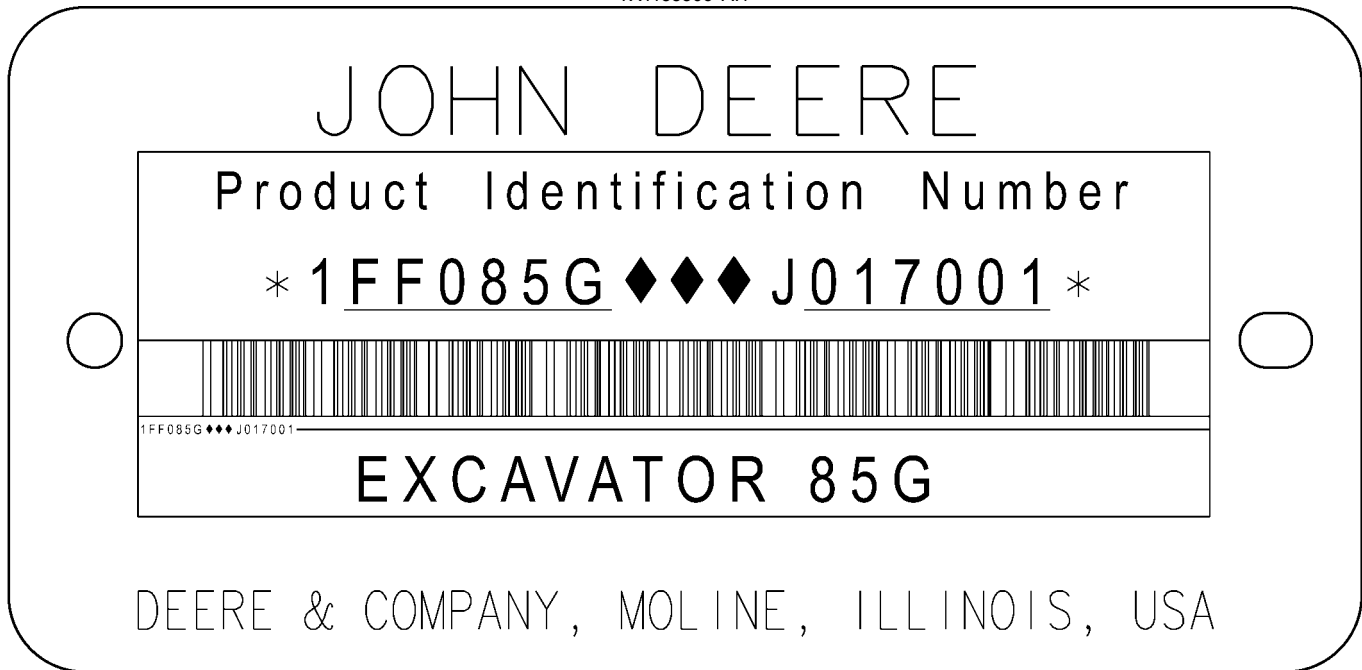 JOHN DEERE
Product Identification Number
*1FF085G♦♦♦J017001*
1FF085G♦♦♦J017001
EXCAVATOR 85G
DEERE & COMPANY, MOLINE, ILLINOIS, USA